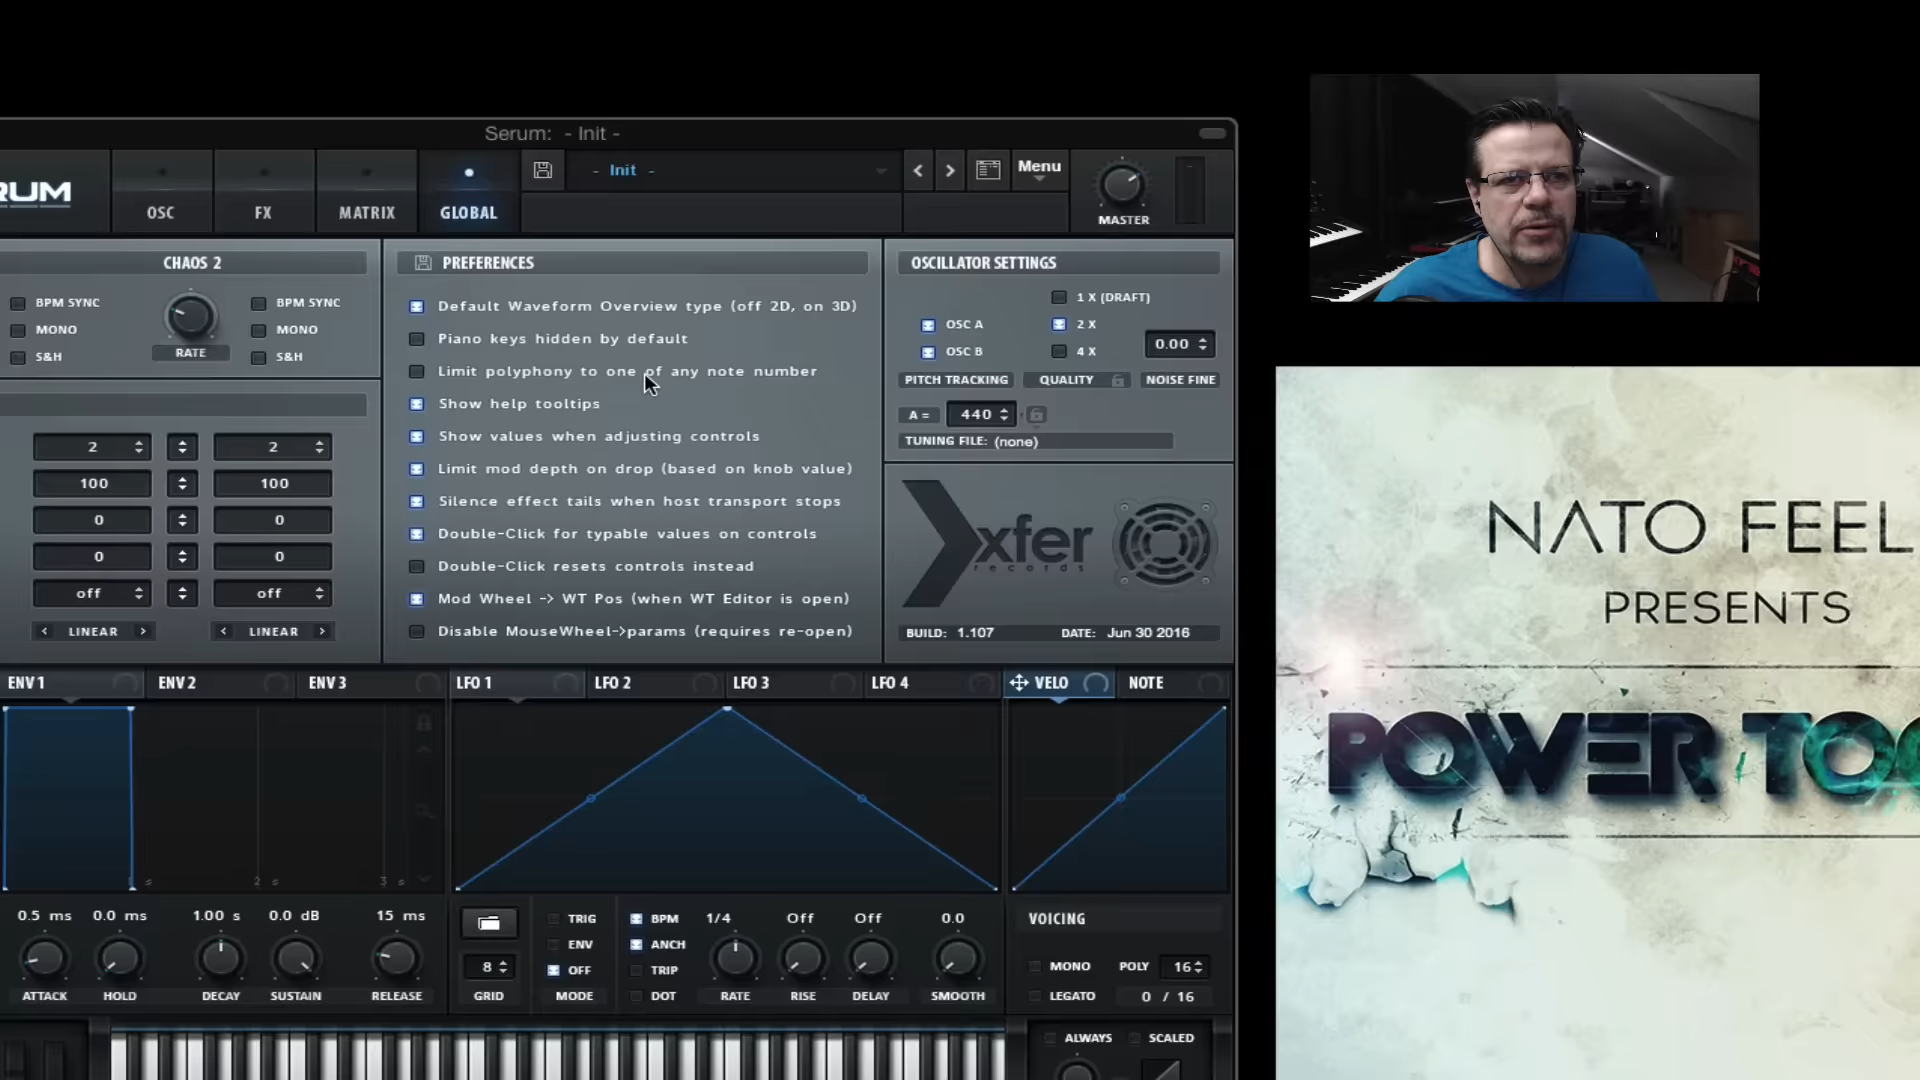 Serum: - Init -
RUM
OSC
FX
MATRIX
GLOBAL
- Init -
Menu
MASTER
CHAOS 2
BPM SYNC
MONO
S&H
RATE
BPM SYNC
MONO
S&H
2
2
100
100
0
0
0
0
off
off
< LINEAR >
< LINEAR >
PREFERENCES
Default Waveform Overview type (off 2D, on 3D)
Piano keys hidden by default
Limit polyphony to one of any note number
Show help tooltips
Show values when adjusting controls
Limit mod depth on drop (based on knob value)
Silence effect tails when host transport stops
Double-Click for typable values on controls
Double-Click resets controls instead
Mod Wheel -> WT Pos (when WT Editor is open)
Disable MouseWheel->params (requires re-open)
OSCILLATOR SETTINGS
OSC A
OSC B
1 X (DRAFT)
2 X
4 X
0.00
PITCH TRACKING
QUALITY
NOISE FINE
A = 440
TUNING FILE: (none)
xfer
records
BUILD: 1.107 DATE: Jun 30 2016
ENV 1
ENV 2
ENV 3
LFO 1
LFO 2
LFO 3
LFO 4
VELO
NOTE
2 s
3 s
0.5 ms
0.0 ms
1.00 s
0.0 dB
15 ms
ATTACK
HOLD
DECAY
SUSTAIN
RELEASE
8
GRID
TRIG
ENV
OFF
MODE
BPM
ANCH
TRIP
DOT
1/4
Off
Off
0.0
RATE
RISE
DELAY
SMOOTH
VOICING
MONO
POLY 16
LEGATO
0 / 16
ALWAYS
SCALED
NATO FEEL
PRESENTS
POWER TOO